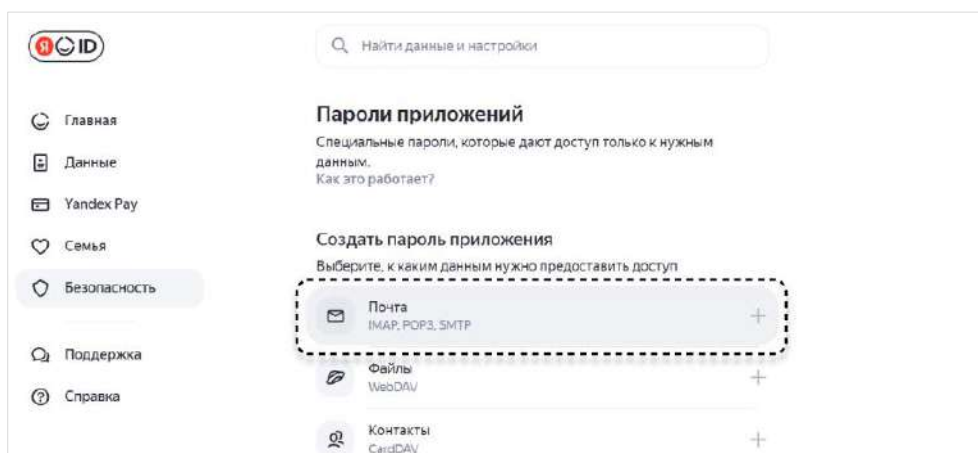 Я ID
Найти данные и настройки
Главная
Данные
Yandex Pay
Семья
Безопасность
Поддержка
Справка
Пароли приложений
Специальные пароли, которые дают доступ только к нужным
данным.
Как это работает?
Создать пароль приложения
Выберите, к каким данным нужно предоставить доступ
Почта
IMAP, POP3, SMTP
Файлы
WebDAV
Контакты
CardDAV